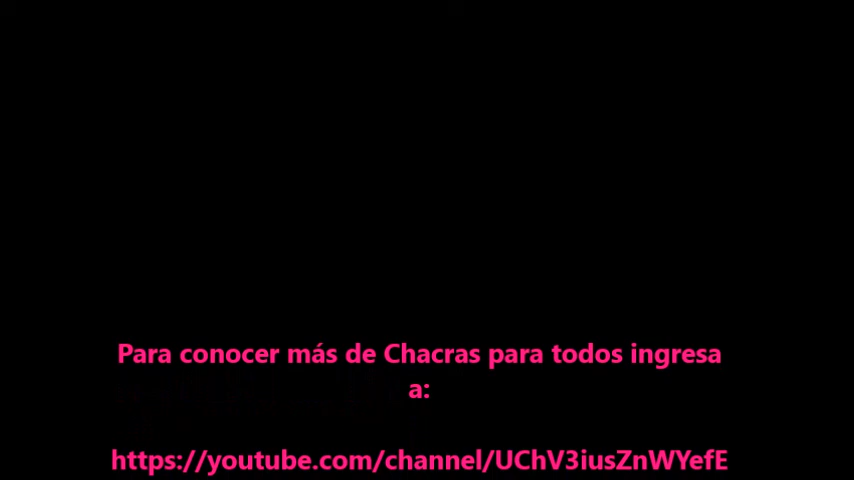 Para conocer más de Chacras para todos ingresa
a:
https://youtube.com/channel/UChV3iusZnWYefE